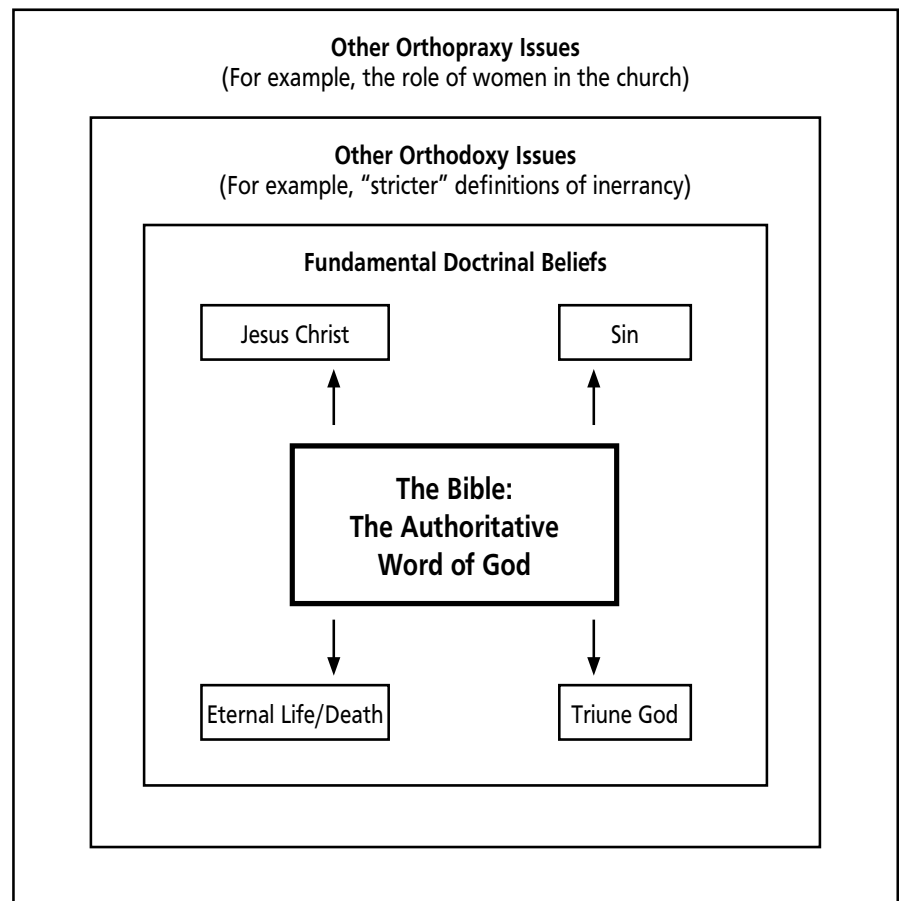 Other Orthopraxy Issues
(For example, the role of women in the church)
Other Orthodoxy Issues
(For example, “stricter” definitions of inerrancy)
Fundamental Doctrinal Beliefs
Jesus Christ
Sin
The Bible:
The Authoritative
Word of God
Eternal Life/Death
Triune God